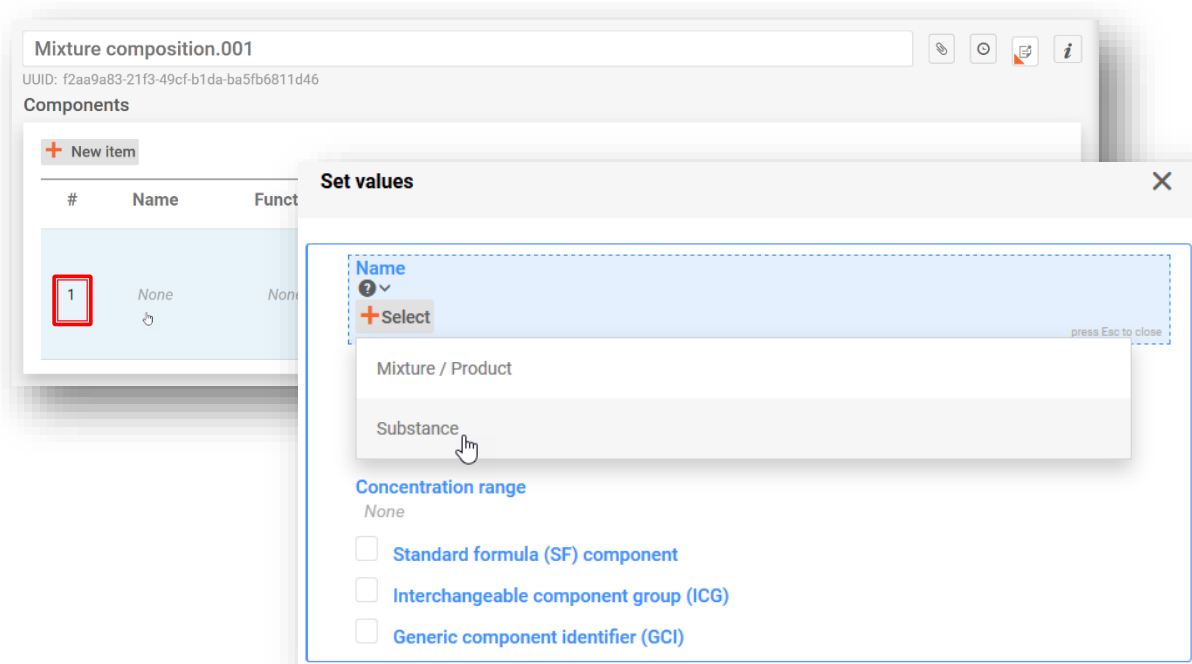 Mixture composition.001
UUID: f2aa9a83-21f3-49cf-b1da-ba5fb6811d46
Components
New item
# Name Funct
1 None None
Set values
Name
Select
press Esc to close
Mixture / Product
Substance
Concentration range
None
Standard formula (SF) component
Interchangeable component group (ICG)
Generic component identifier (GCI)